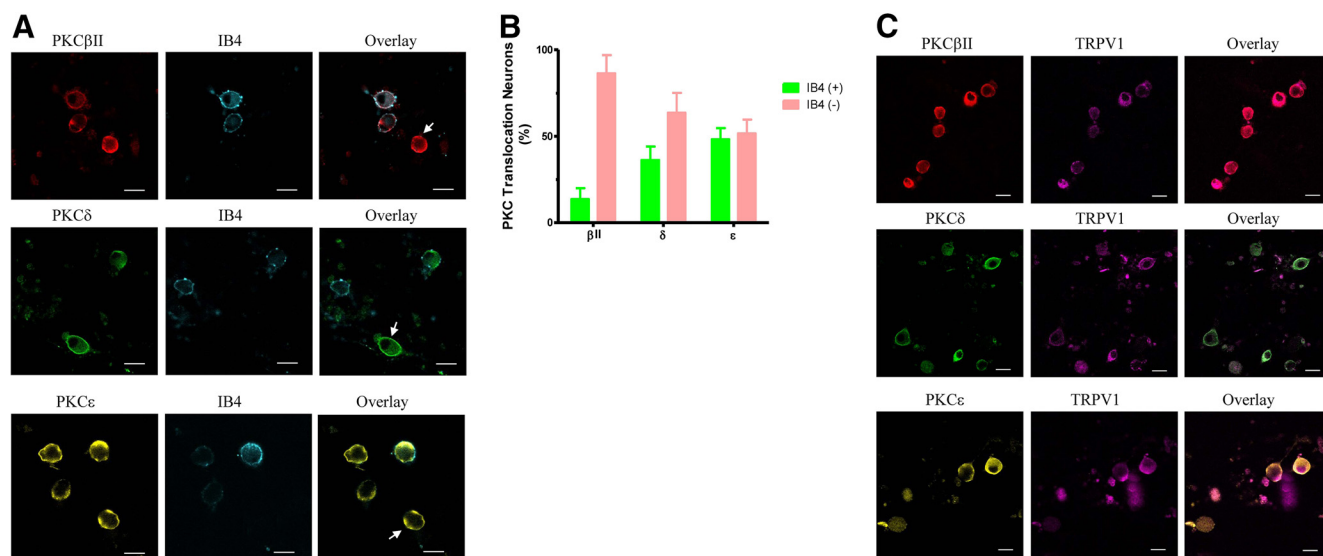 A
PKCβII IB4 Overlay
PKCδ IB4 Overlay
PKCε IB4 Overlay
B
PKC Translocation Neurons
(%)
100
50
0
βII δ ε
IB4 (+)
IB4 (-)
C
PKCβII TRPV1 Overlay
PKCδ TRPV1 Overlay
PKCε TRPV1 Overlay